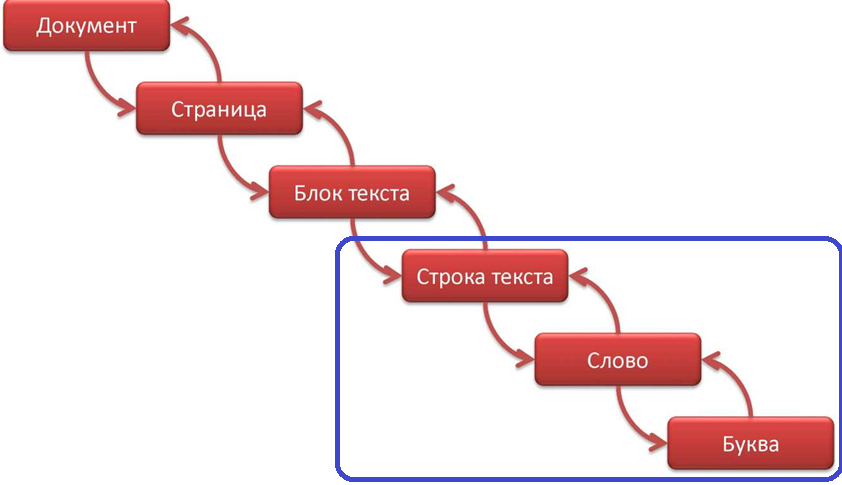 Документ
Страница
Блок текста
Строка текста
Слово
Буква